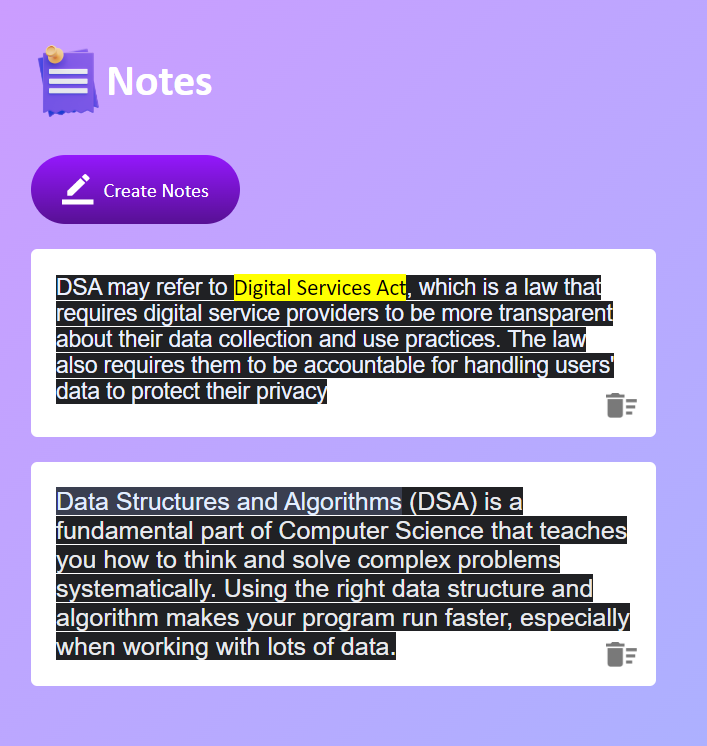 Notes
Create Notes
DSA may refer to Digital Services Act, which is a law that
requires digital service providers to be more transparent
about their data collection and use practices. The law
also requires them to be accountable for handling users'
data to protect their privacy
Data Structures and Algorithms (DSA) is a
fundamental part of Computer Science that teaches
you how to think and solve complex problems
systematically. Using the right data structure and
algorithm makes your program run faster, especially
when working with lots of data.